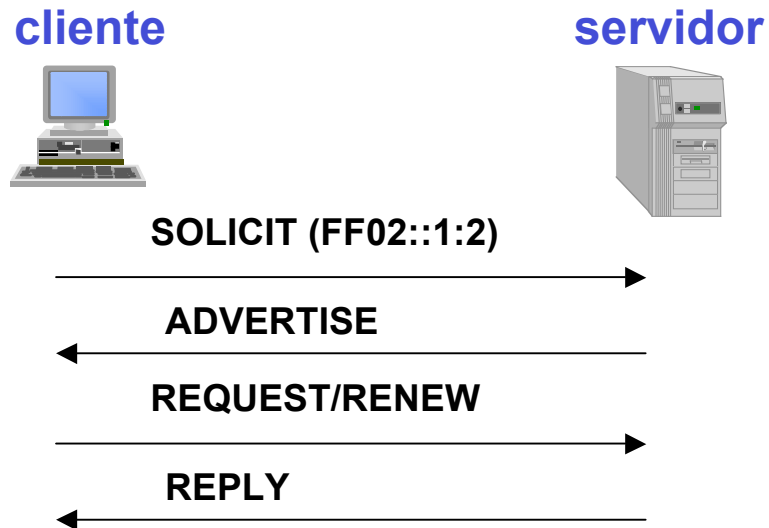 cliente
servidor
SOLICIT (FF02::1:2)
ADVERTISE
REQUEST/RENEW
REPLY